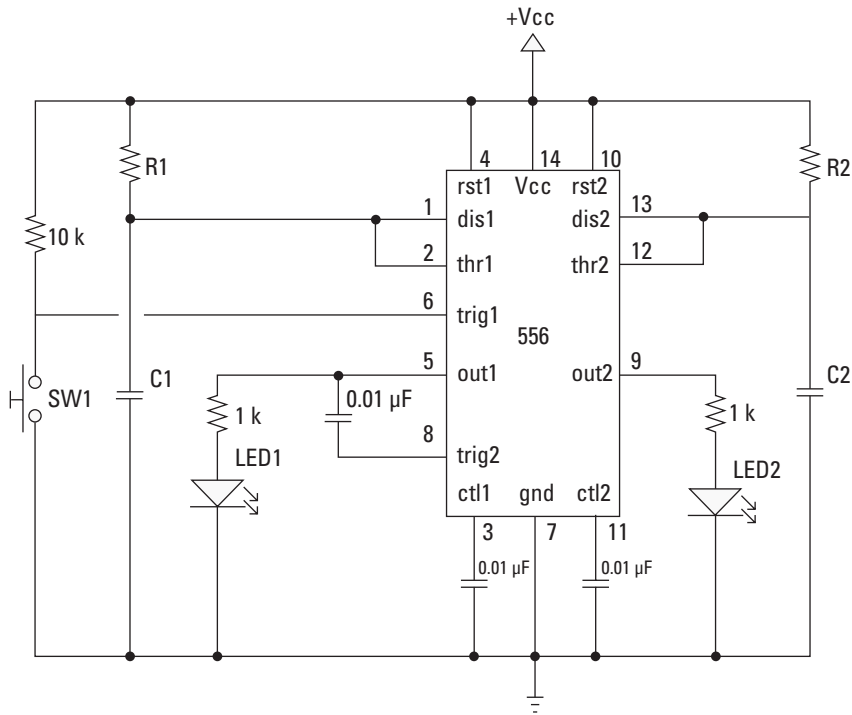 +Vcc
4 14 10
R1 R2
rst1 Vcc rst2
1 dis1 dis2 13
10 k
2 thr1 thr2 12
6 trig1
556
5 out1 out2 9
C1 C2
SW1
0.01 µF
1 k 1 k
8 trig2
LED1 LED2
ctl1 gnd ctl2
3 7 11
0.01 µF 0.01 µF